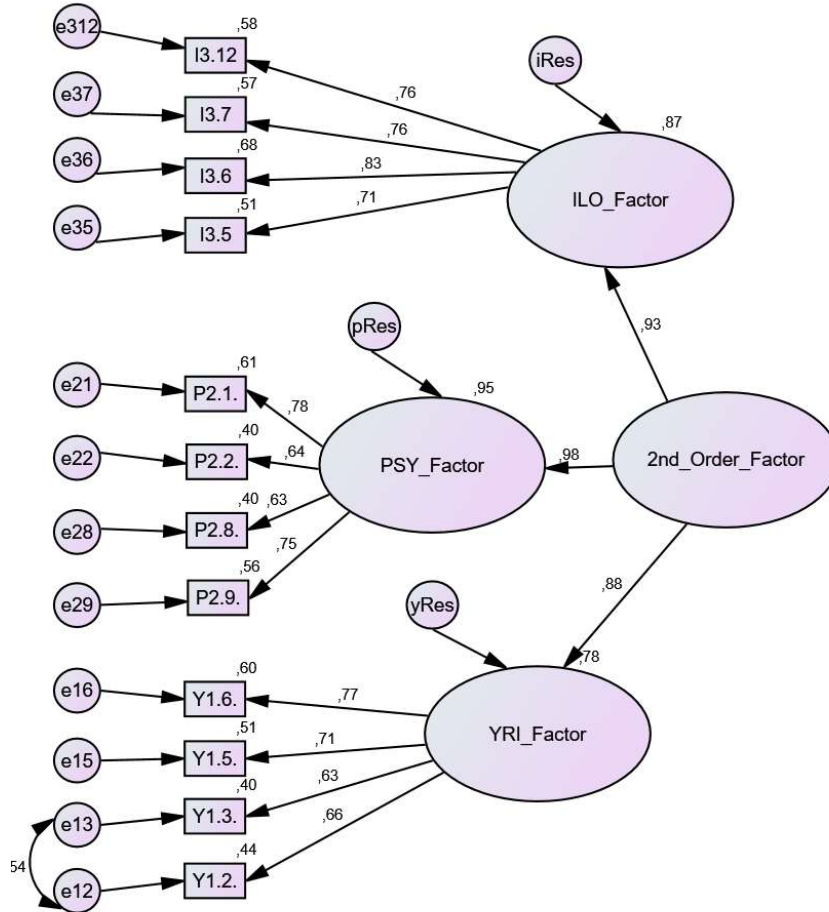 e312
,58
I3.12
iRes
,76
,87
e37
,57
I3.7
,76
e36
,68
I3.6
,83
ILO_Factor
e35
,51
I3.5
,71
,93
pRes
e21
,61
P2.1.
,78
,95
e22
,40
P2.2.
,64
PSY_Factor
,98
2nd_Order_Factor
e28
,40
P2.8.
,63
e29
,56
P2.9.
,75
yRes
,88
e16
,60
Y1.6.
,77
,78
e15
,51
Y1.5.
,71
YRI_Factor
e13
,40
Y1.3.
,63
54
e12
,44
Y1.2.
,66